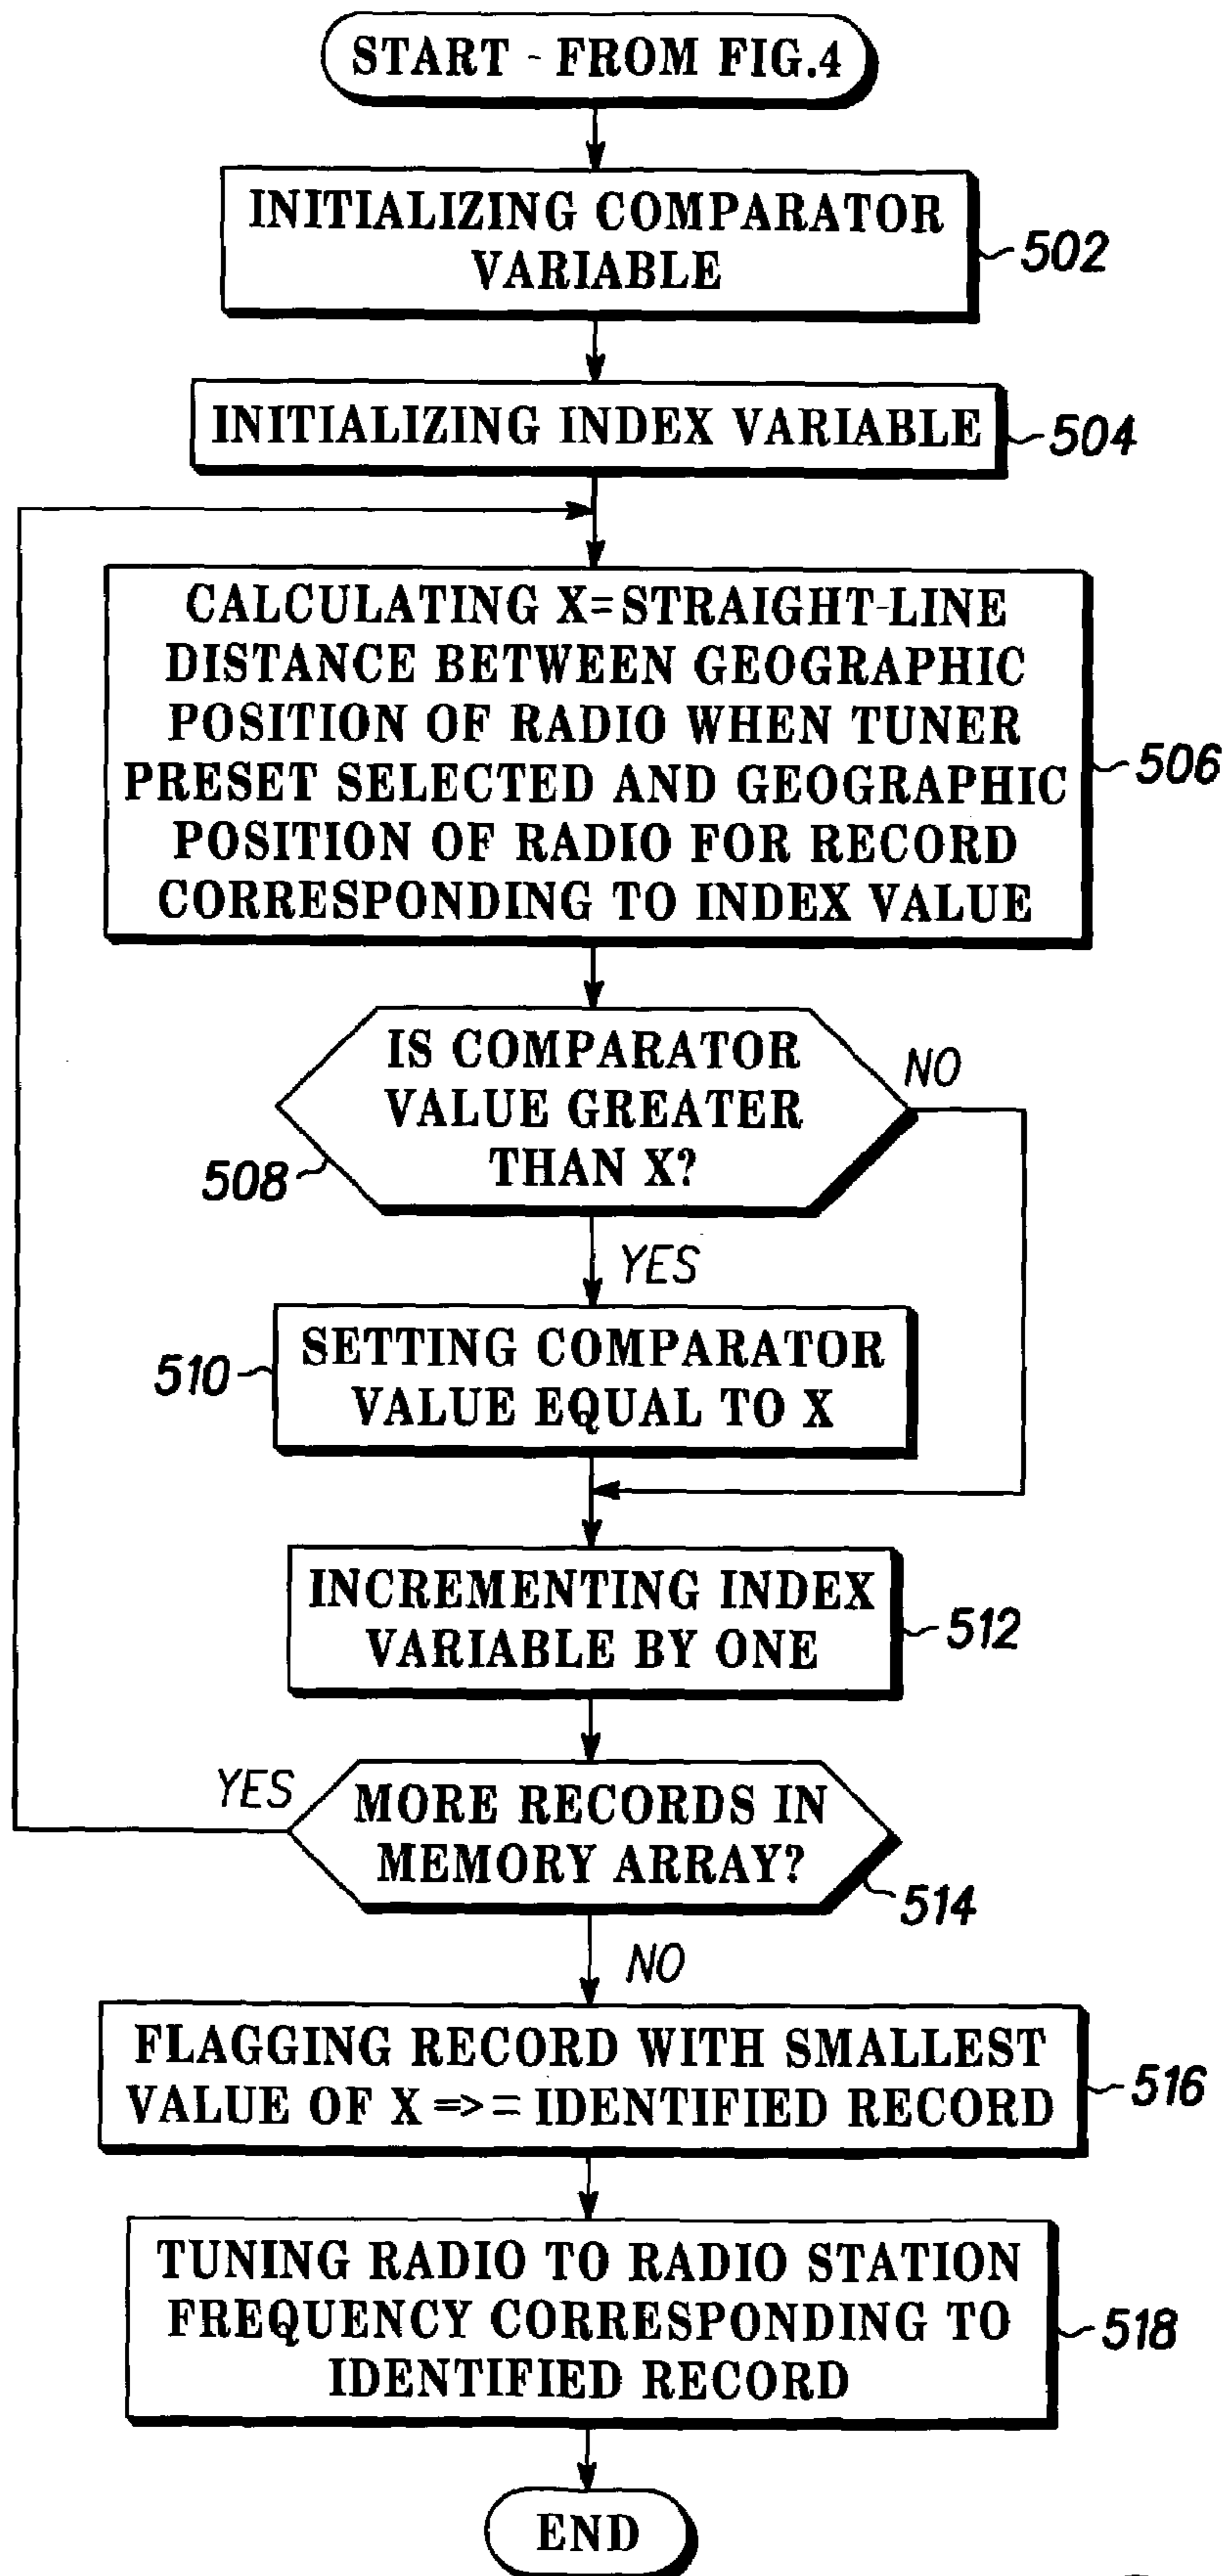 START - FROM FIG.4
INITIALIZING COMPARATOR
VARIABLE
502
INITIALIZING INDEX VARIABLE
504
CALCULATING X=STRAIGHT-LINE
DISTANCE BETWEEN GEOGRAPHIC
POSITION OF RADIO WHEN TUNER
PRESET SELECTED AND GEOGRAPHIC
POSITION OF RADIO FOR RECORD
CORRESPONDING TO INDEX VALUE
506
IS COMPARATOR
VALUE GREATER
THAN X?
NO
508
YES
SETTING COMPARATOR
VALUE EQUAL TO X
510
INCREMENTING INDEX
VARIABLE BY ONE
512
YES
MORE RECORDS IN
MEMORY ARRAY?
514
NO
FLAGGING RECORD WITH SMALLEST
VALUE OF X => = IDENTIFIED RECORD
516
TUNING RADIO TO RADIO STATION
FREQUENCY CORRESPONDING TO
IDENTIFIED RECORD
518
END